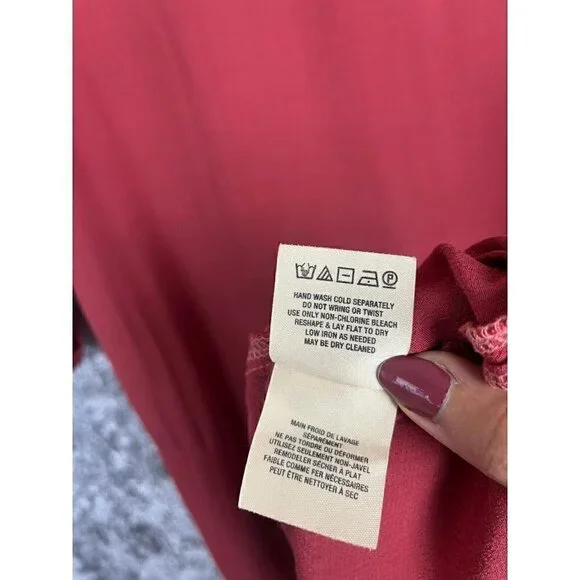 HAND WASH COLD SEPARATELY
DO NOT WRING OR TWIST
USE ONLY NON-CHLORINE BLEACH
RESHAPE & LAY FLAT TO DRY
LOW IRON AS NEEDED
MAY BE DRY CLEANED
MAIN FROID DE LAVAGE
SÉPARÉMENT
NE PAS TORDRE OU DÉFORMER
UTILISEZ SEULEMENT NON-JAVEL
REMODELER SÉCHER A PLAT
FAIBLE COMME FER NÉCESSAIRES
PEUT ÊTRE NETTOYER À SEC